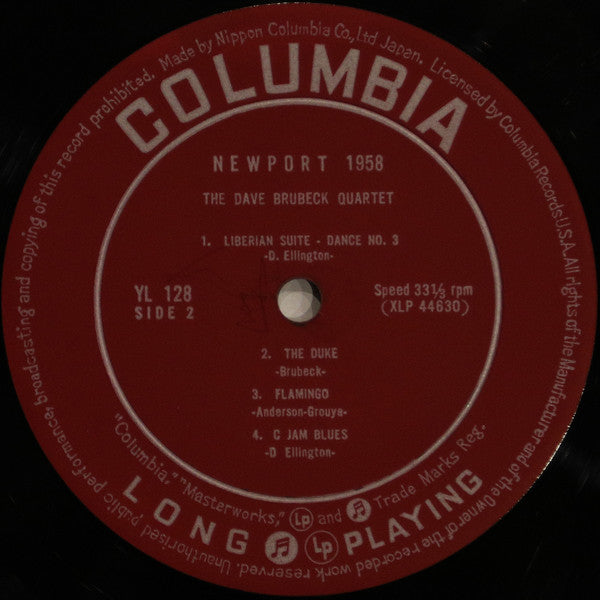 Made by Nippon Columbia Co., Ltd Japan. Licensed by Columbia Records U.S.A. All rights of the Manufacturer and of the Owner of the recorded work reserved. Unauthorised public performance, broadcasting and copying of this record prohibited.
COLUMBIA
NEWPORT 1958
THE DAVE BRUBECK QUARTET
1. LIBERIAN SUITE - DANCE NO. 3
-D. Ellington-
YL 128
SIDE 2
Speed 33⅓ rpm
(XLP 44630)
2. THE DUKE
-Brubeck-
3. FLAMINGO
-Anderson-Grouya-
4. C JAM BLUES
-D Ellington-
"Columbia," "Masterworks," Lp and Trade Marks Reg.
LONG Lp PLAYING